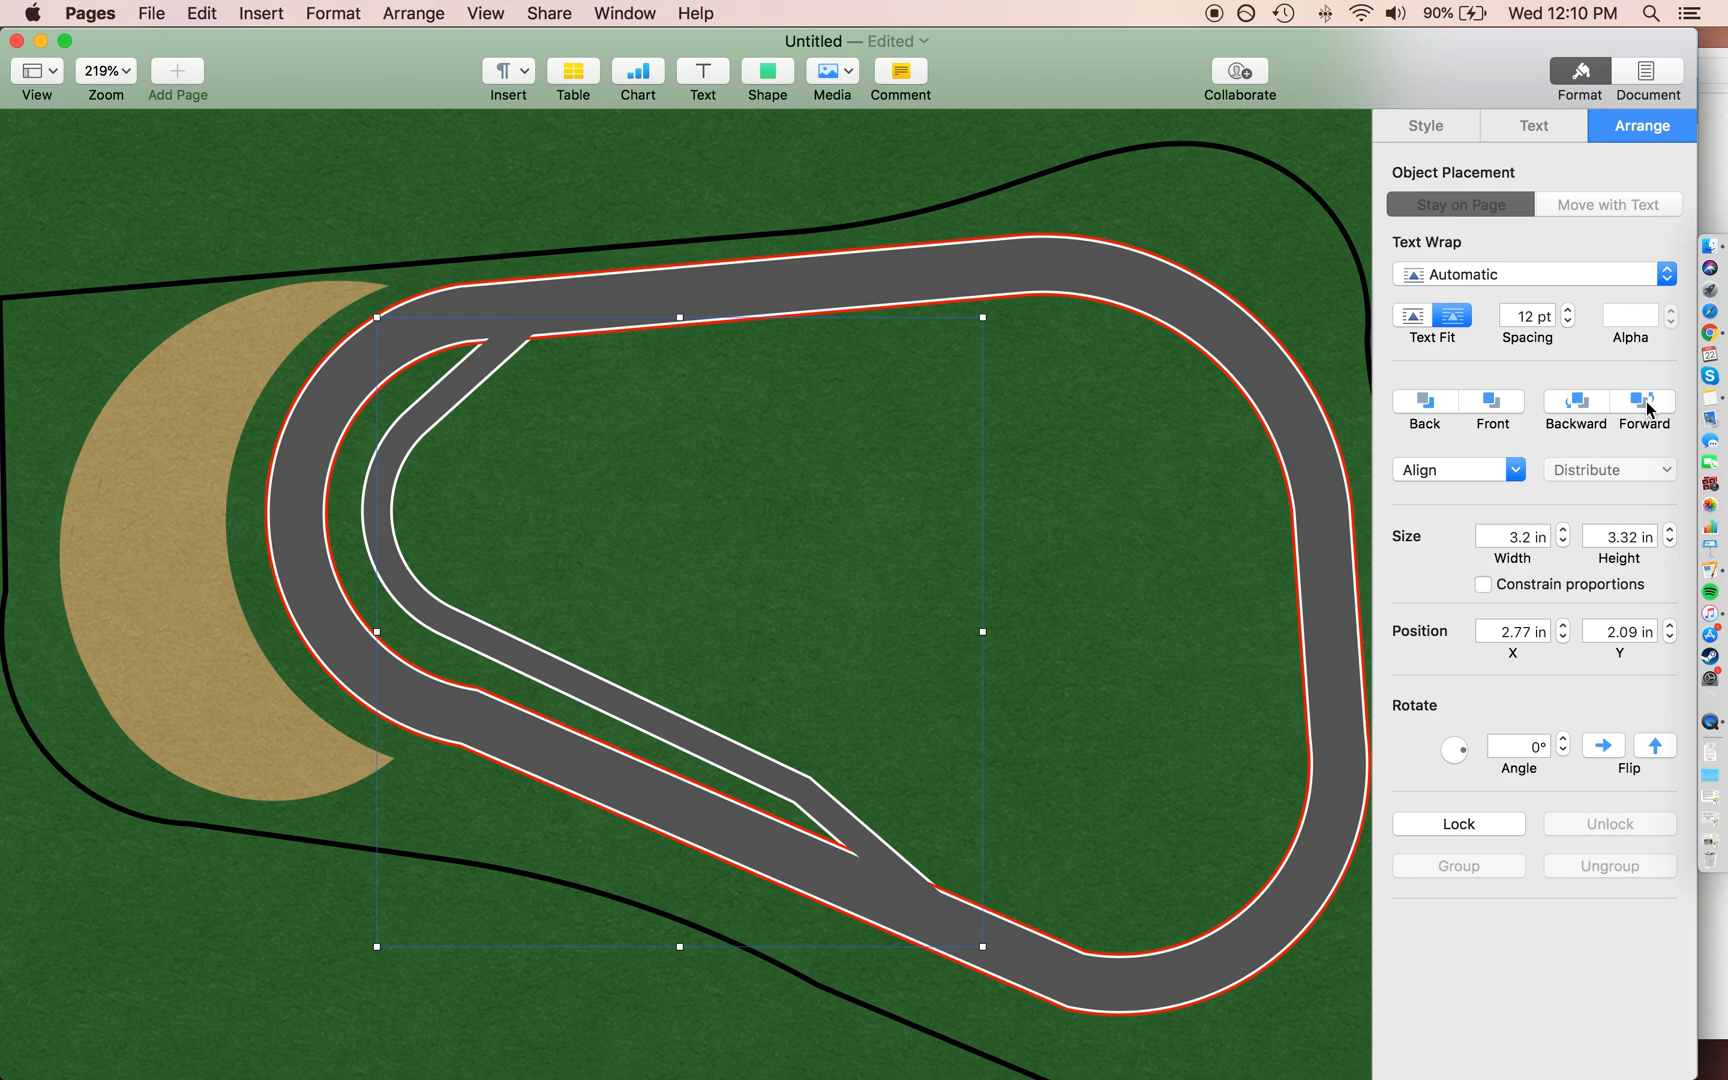 Pages File Edit Insert Format Arrange View Share Window Help 90% Wed 12:10 PM
Untitled — Edited
219%
View Zoom Add Page Insert Table Chart Text Shape Media Comment Collaborate Format Document
Style Text Arrange
Object Placement
Stay on Page Move with Text
Text Wrap
Automatic
12 pt
Text Fit Spacing Alpha
Back Front Backward Forward
Align Distribute
Size 3.2 in 3.32 in
Width Height
Constrain proportions
Position 2.77 in 2.09 in
X Y
Rotate
0°
Angle Flip
Lock Unlock
Group Ungroup